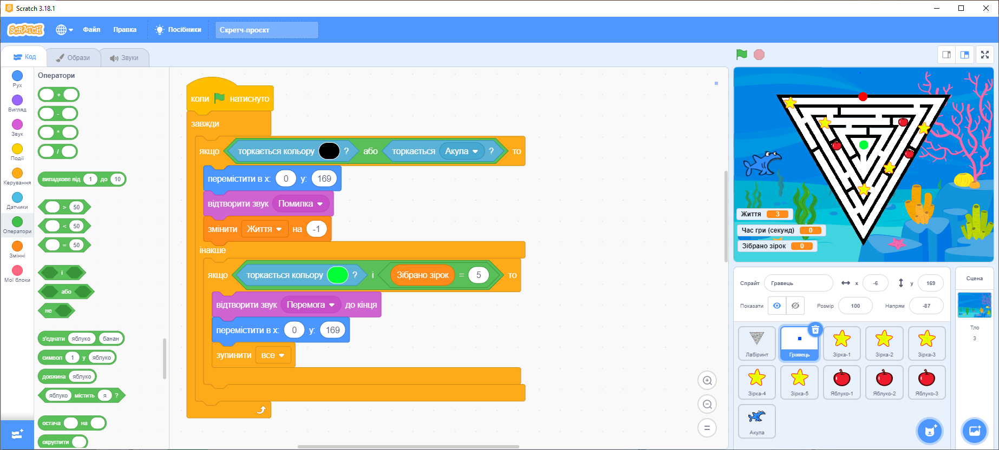 Scratch 3.18.1
SCRATCH
Файл
Правка
Посібники
Скретч-проєкт
Код
Образи
Звуки
Рух
Вигляд
Звук
Події
Керування
Датчики
Оператори
Змінні
Мої блоки
Оператори
+
-
*
/
випадкове від 1 до 10
> 50
< 50
= 50
і
або
не
з'єднати яблуко банан
символ 1 у яблуко
довжина яблуко
яблуко містить я ?
остача на
округлити
коли натиснуто
завжди
якщо торкається кольору ? або торкається Акула ? то
перемістити в x: 0 y: 169
відтворити звук Помилка
змінити Життя на -1
інакше
якщо торкається кольору ? і Зібрано зірок = 5 то
відтворити звук Перемога до кінця
перемістити в x: 0 y: 169
зупинити все
Життя 3
Час гри (секунд) 0
Зібрано зірок 0
Спрайт Гравець x -6 y 169
Показати Розмір 100 Напрям -87
Лабіринт
Гравець
Зірка-1
Зірка-2
Зірка-3
Зірка-4
Зірка-5
Яблуко-1
Яблуко-2
Яблуко-3
Акула
Сцена
Тло
3